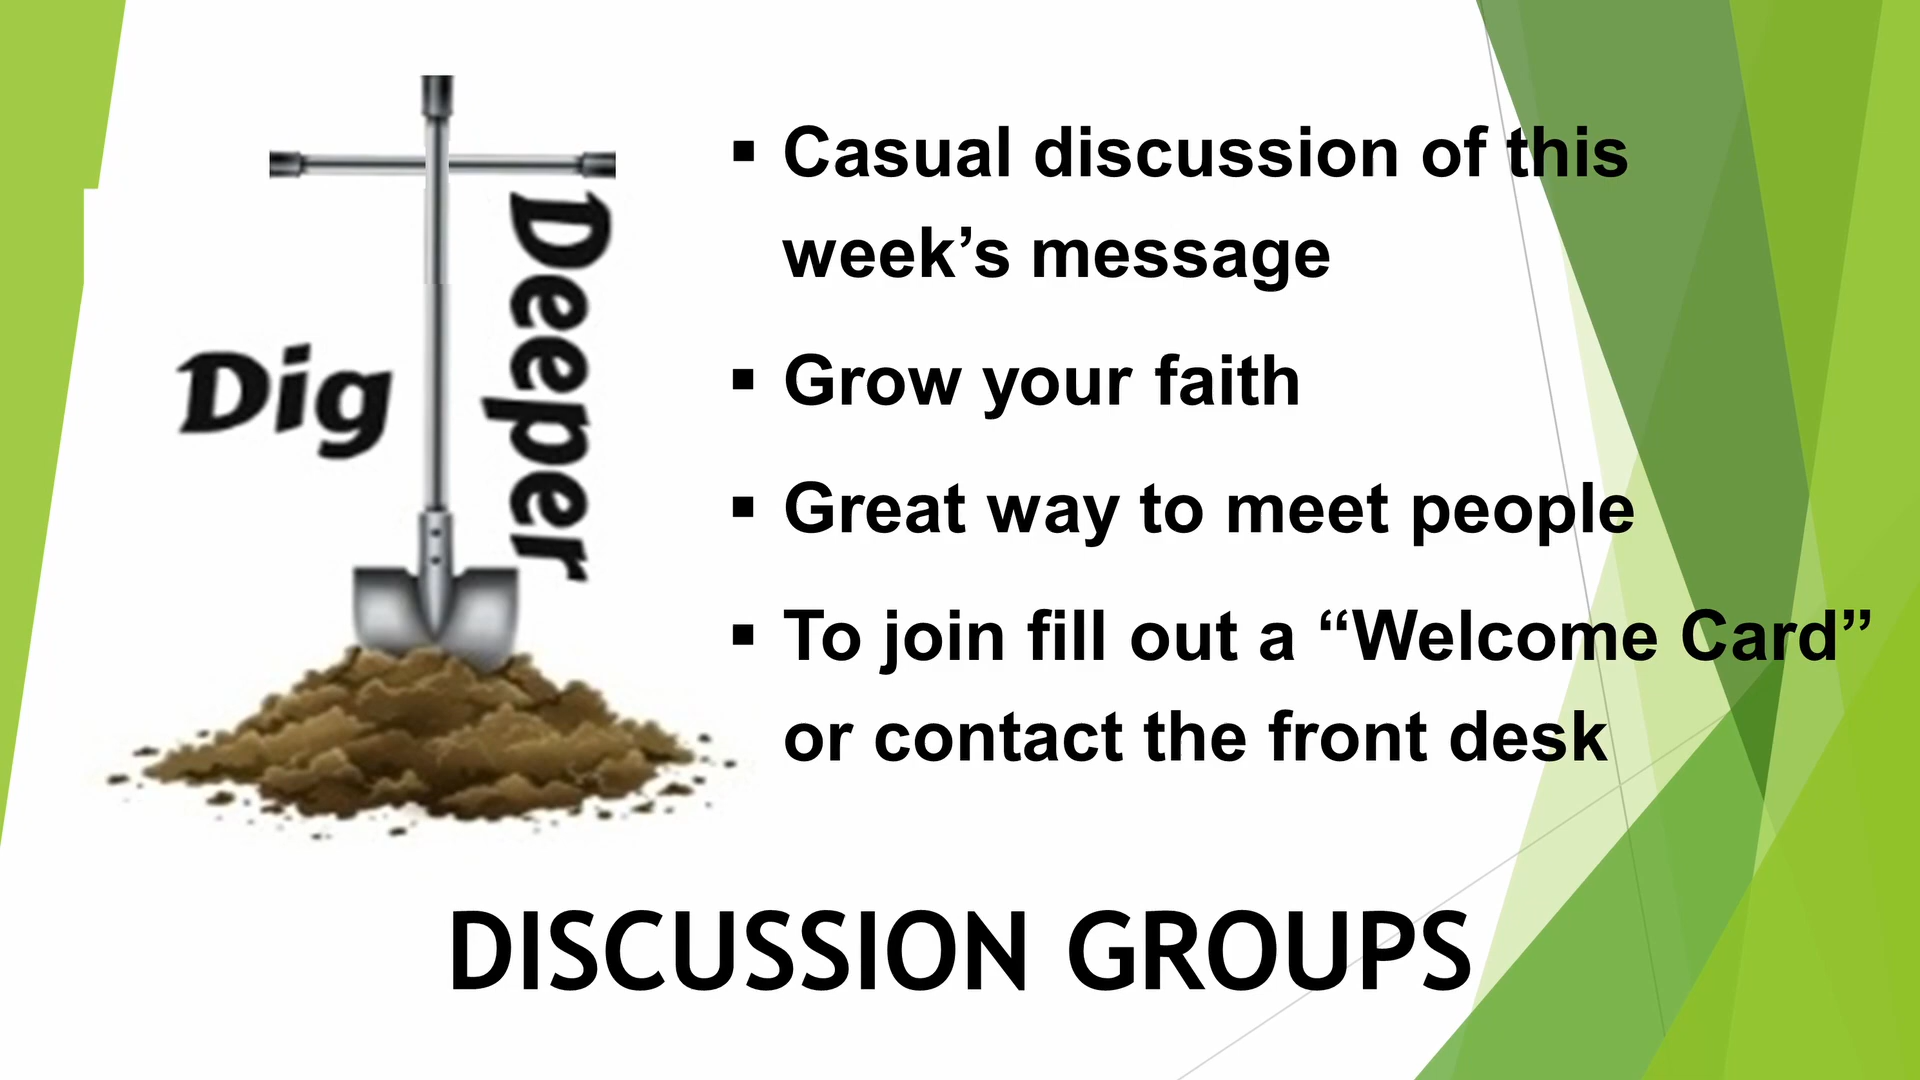 Dig
Deeper
▪ Casual discussion of this
week’s message
▪ Grow your faith
▪ Great way to meet people
▪ To join fill out a “Welcome Card”
or contact the front desk
DISCUSSION GROUPS